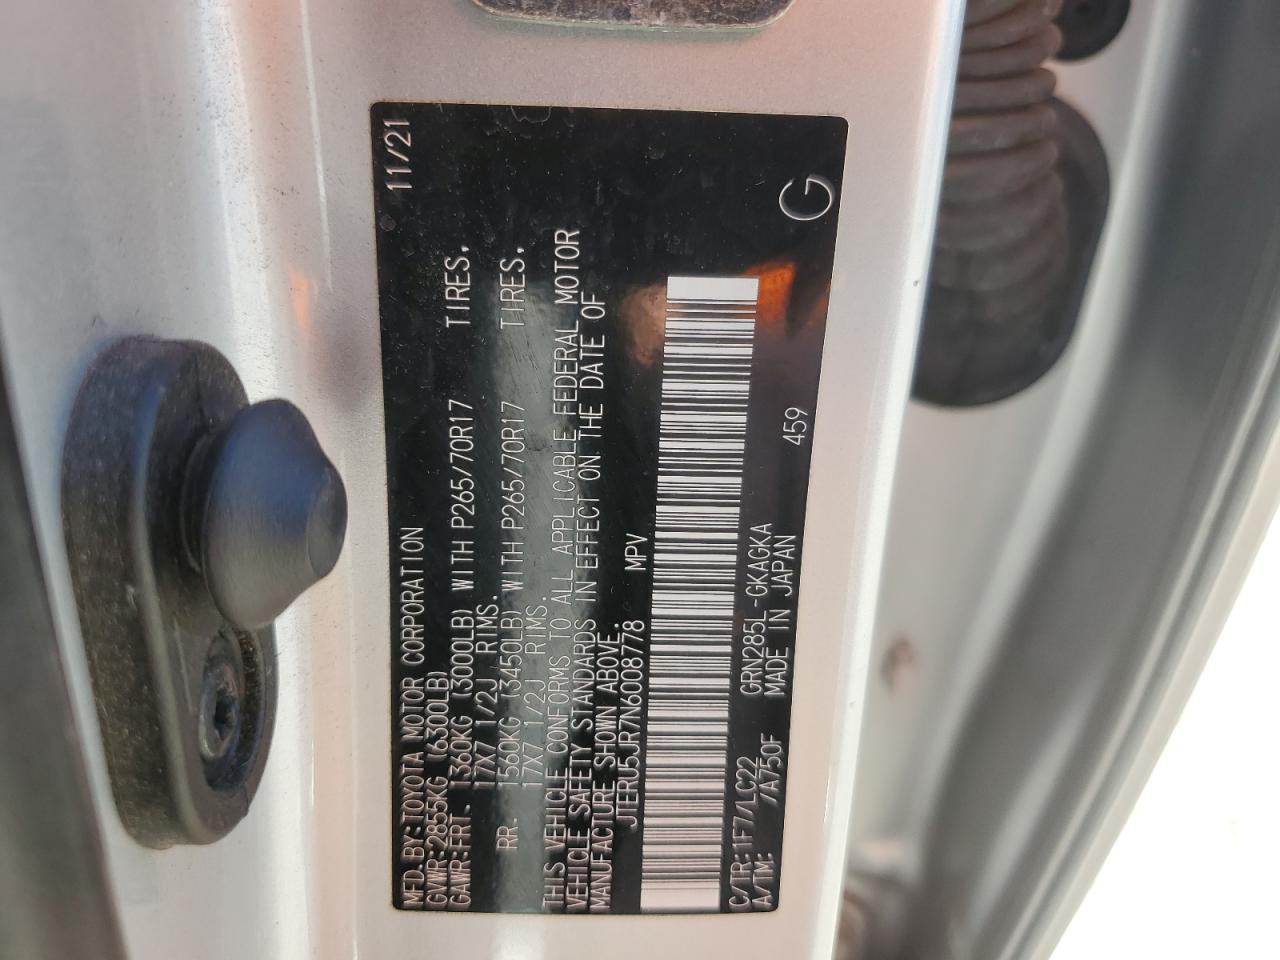 MFD.BY:TOYOTA MOTOR CORPORATION 11/21
GVWR:2855KG (6300LB)
GAWR:FRT. 1360KG (3000LB) WITH P265/70R17 TIRES,
17X7 1/2J RIMS.
RR. 1560KG (3450LB) WITH P265/70R17 TIRES,
17X7 1/2J RIMS.
THIS VEHICLE CONFORMS TO ALL APPLICABLE FEDERAL MOTOR
VEHICLE SAFETY STANDARDS IN EFFECT ON THE DATE OF
MANUFACTURE SHOWN ABOVE.
JTERU5JR7N6008778 MPV
C/TR:1F7/LC22 GRN285L-GKAGKA
A/TM: /A750F MADE IN JAPAN 459
G